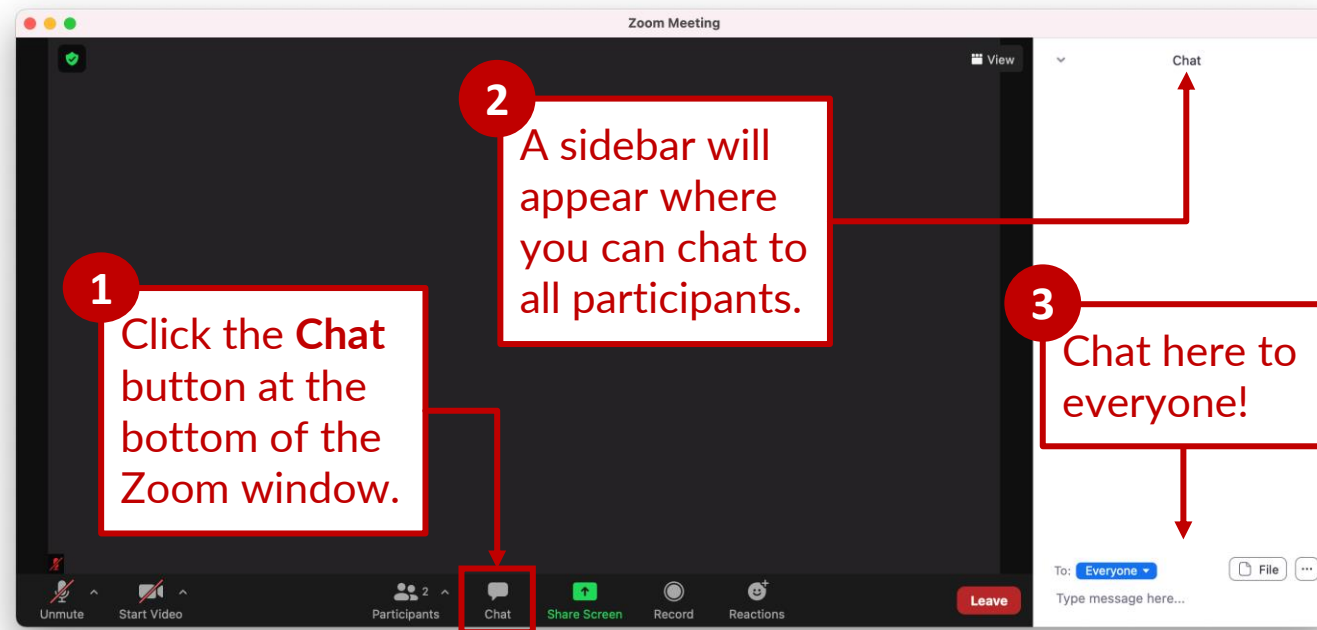 Zoom Meeting
View
Chat
2
A sidebar will
appear where
you can chat to
all participants.
1
Click the Chat
button at the
bottom of the
Zoom window.
3
Chat here to
everyone!
To: Everyone
File
Type message here...
Unmute
Start Video
2
Participants
Chat
Share Screen
Record
Reactions
Leave